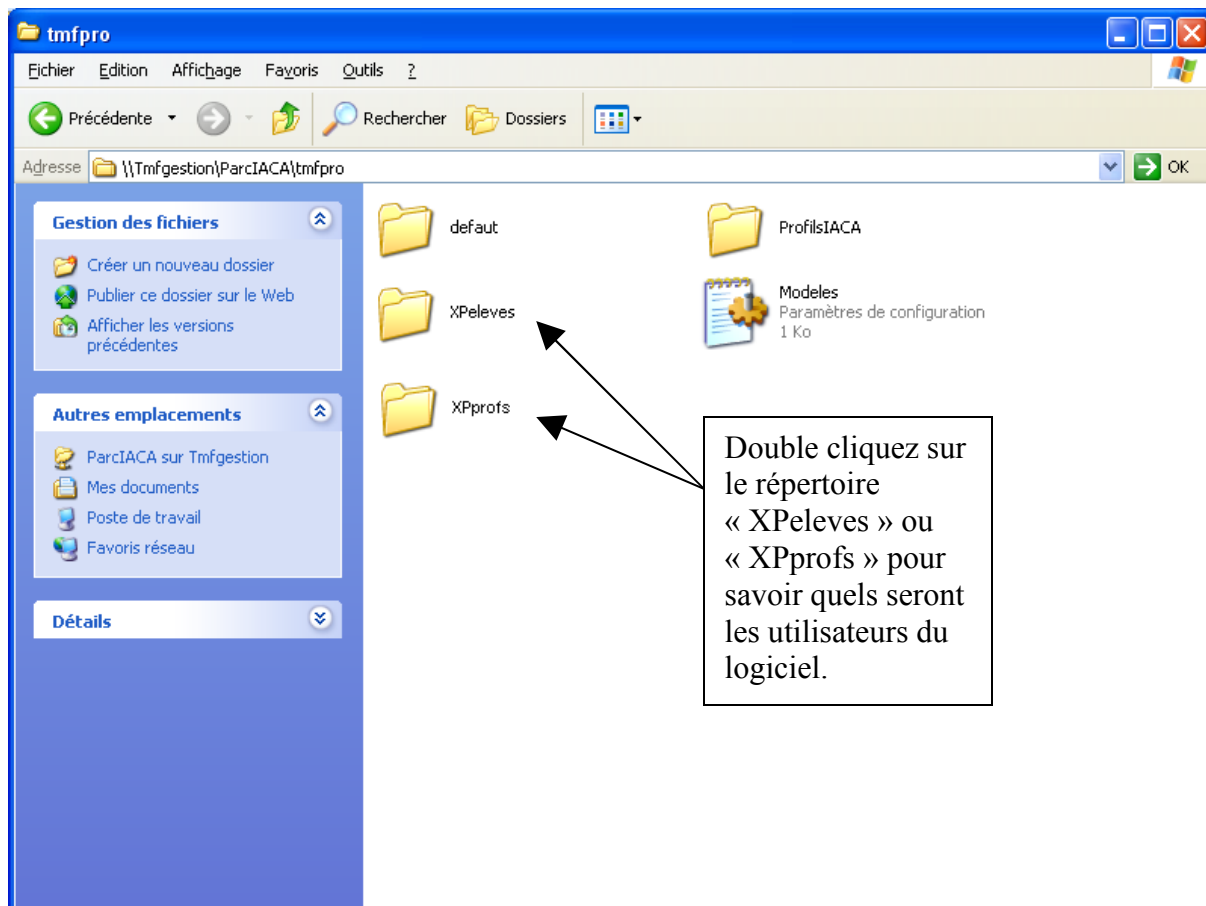 tmfpro
Fichier Edition Affichage Favoris Outils ?
Précédente Rechercher Dossiers
Adresse \\Tmfgestion\ParcIACA\tmfpro OK
Gestion des fichiers
Créer un nouveau dossier
Publier ce dossier sur le Web
Afficher les versions
précédentes
Autres emplacements
ParcIACA sur Tmfgestion
Mes documents
Poste de travail
Favoris réseau
Détails
defaut
ProfilsIACA
XPeleves
Modeles
Paramètres de configuration
1 Ko
XPprofs
Double cliquez sur
le répertoire
« XPeleves » ou
« XPprofs » pour
savoir quels seront
les utilisateurs du
logiciel.